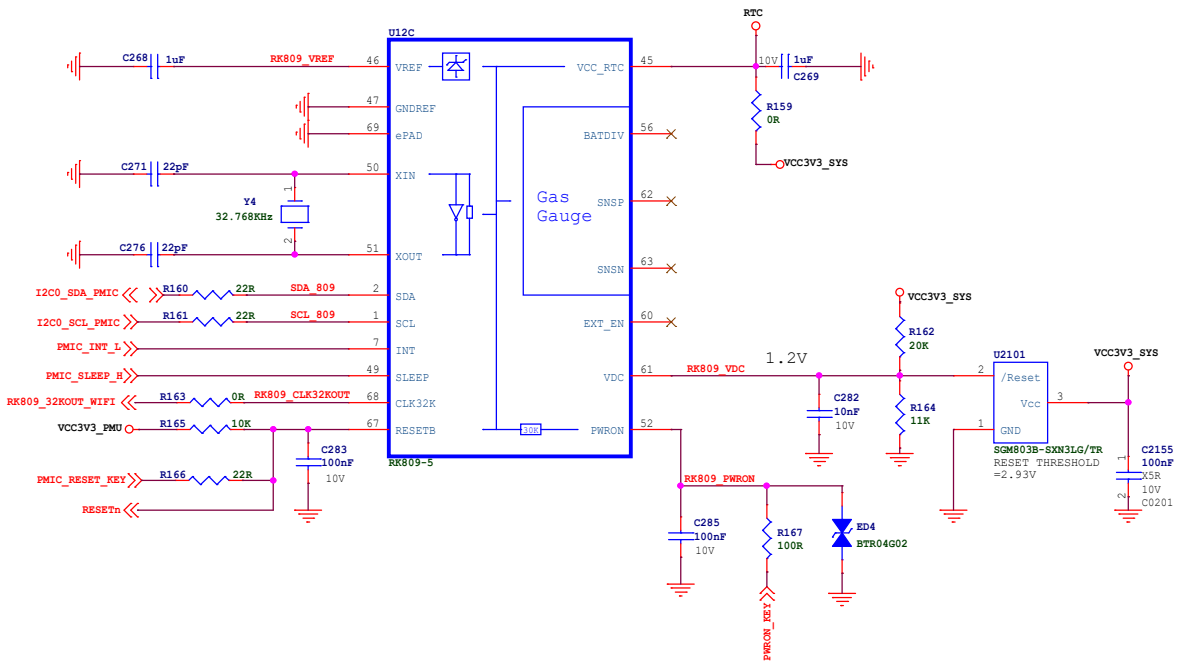 RTC
U12C
C268
1uF
RK809_VREF
46
VREF
VCC_RTC
45
10V
1uF
C269
47
GNDREF
R159
0R
69
ePAD
BATDIV
56
VCC3V3_SYS
C271
22pF
50
XIN
1
Y4
32.768KHz
2
Gas
Gauge
SNSP
62
C276
22pF
51
XOUT
SNSN
63
I2C0_SDA_PMIC
R160
22R
SDA_809
2
SDA
VCC3V3_SYS
I2C0_SCL_PMIC
R161
22R
SCL_809
1
SCL
EXT_EN
60
R162
20K
PMIC_INT_L
7
INT
1.2V
U2101
VCC3V3_SYS
PMIC_SLEEP_H
49
SLEEP
VDC
61
RK809_VDC
2
/Reset
RK809_32KOUT_WIFI
R163
0R
RK809_CLK32KOUT
68
CLK32K
C282
10nF
10V
R164
11K
Vcc
3
VCC3V3_PMU
R165
10K
67
RESETB
30K
PWRON
52
1
GND
C283
100nF
10V
RK809-5
SGM803B-SXN3LG/TR
RESET THRESHOLD
=2.93V
1
C2155
100nF
X5R
10V
C0201
2
PMIC_RESET_KEY
R166
22R
RK809_PWRON
RESETn
C285
100nF
10V
R167
100R
ED4
BTR04G02
PWRON_KEY